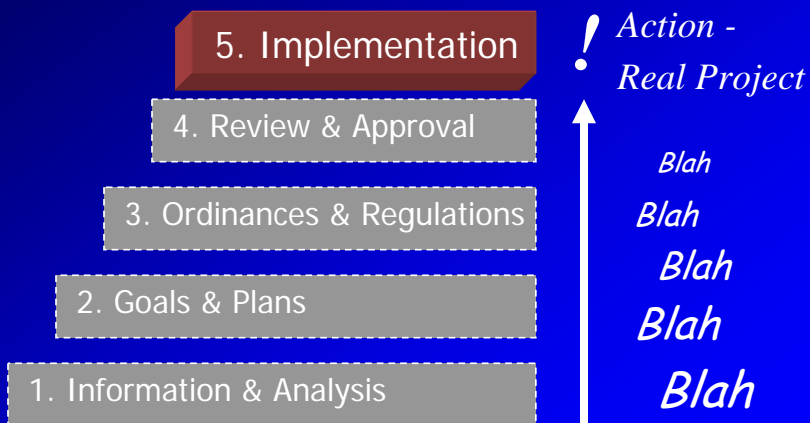 5. Implementation
! Action -
Real Project
4. Review & Approval
Blah
3. Ordinances & Regulations
Blah
Blah
2. Goals & Plans
Blah
1. Information & Analysis
Blah